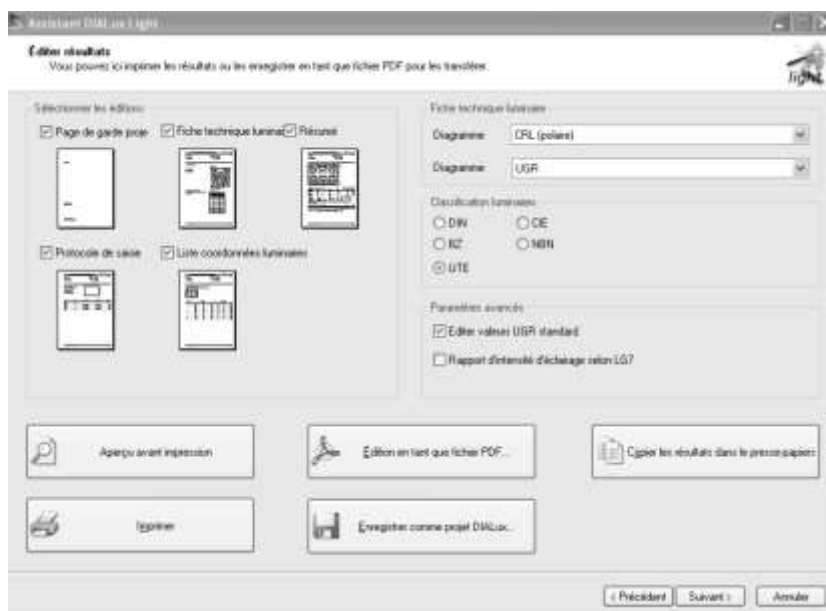 Assistant DIALux Light
Éditer résultats
Vous pouvez ici imprimer les résultats ou les enregistrer en tant que fichier PDF pour les transférer.
light
Sélectionner les éditions
Page de garde proje
Fiche technique luminai
Résumé
Protocole de saisie
Liste coordonnées luminaires
Fiche technique luminaire
Diagramme
CRL (polaire)
Diagramme
UGR
Classification luminaires
DIN
CIE
BZ
NBN
UTE
Paramètres avancés
Editer valeurs UGR standard
Rapport d'intensité d'éclairage selon LG7
Aperçu avant impression
Édition en tant que fichier PDF...
Copier les résultats dans le presse-papiers
Imprimer
Enregistrer comme projet DIALux...
< Précédent
Suivant >
Annuler